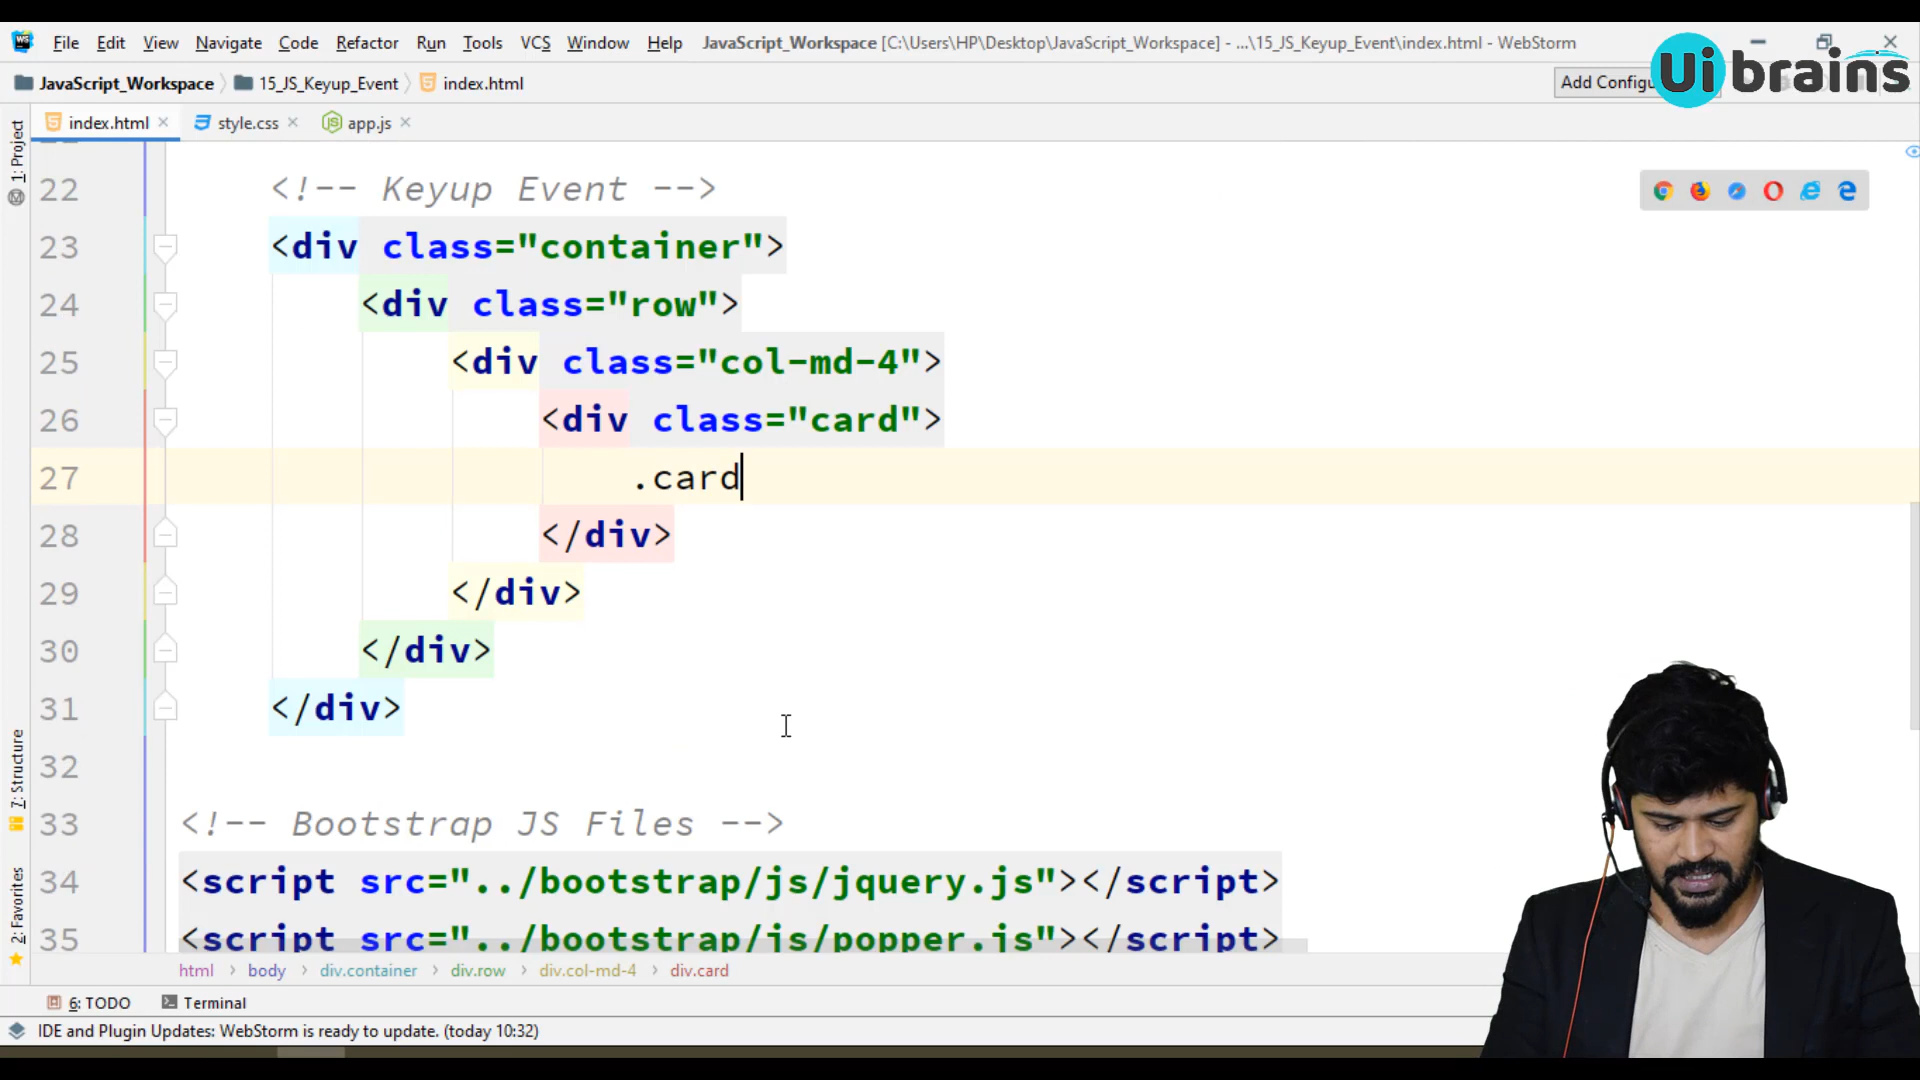 File Edit View Navigate Code Refactor Run Tools VCS Window Help JavaScript_Workspace [C:\Users\HP\Desktop\JavaScript_Workspace] - ...\15_JS_Keyup_Event\index.html - WebStorm
JavaScript_Workspace 15_JS_Keyup_Event index.html
Add Configu
Ui brains
index.html style.css app.js
1: Project
7: Structure
2: Favorites
22 <!-- Keyup Event -->
23 <div class="container">
24 <div class="row">
25 <div class="col-md-4">
26 <div class="card">
27 .card
28 </div>
29 </div>
30 </div>
31 </div>
32
33 <!-- Bootstrap JS Files -->
34 <script src="../bootstrap/js/jquery.js"></script>
35 <script src="../bootstrap/js/popper.js"></script>
html > body > div.container > div.row > div.col-md-4 > div.card
6: TODO Terminal
IDE and Plugin Updates: WebStorm is ready to update. (today 10:32)